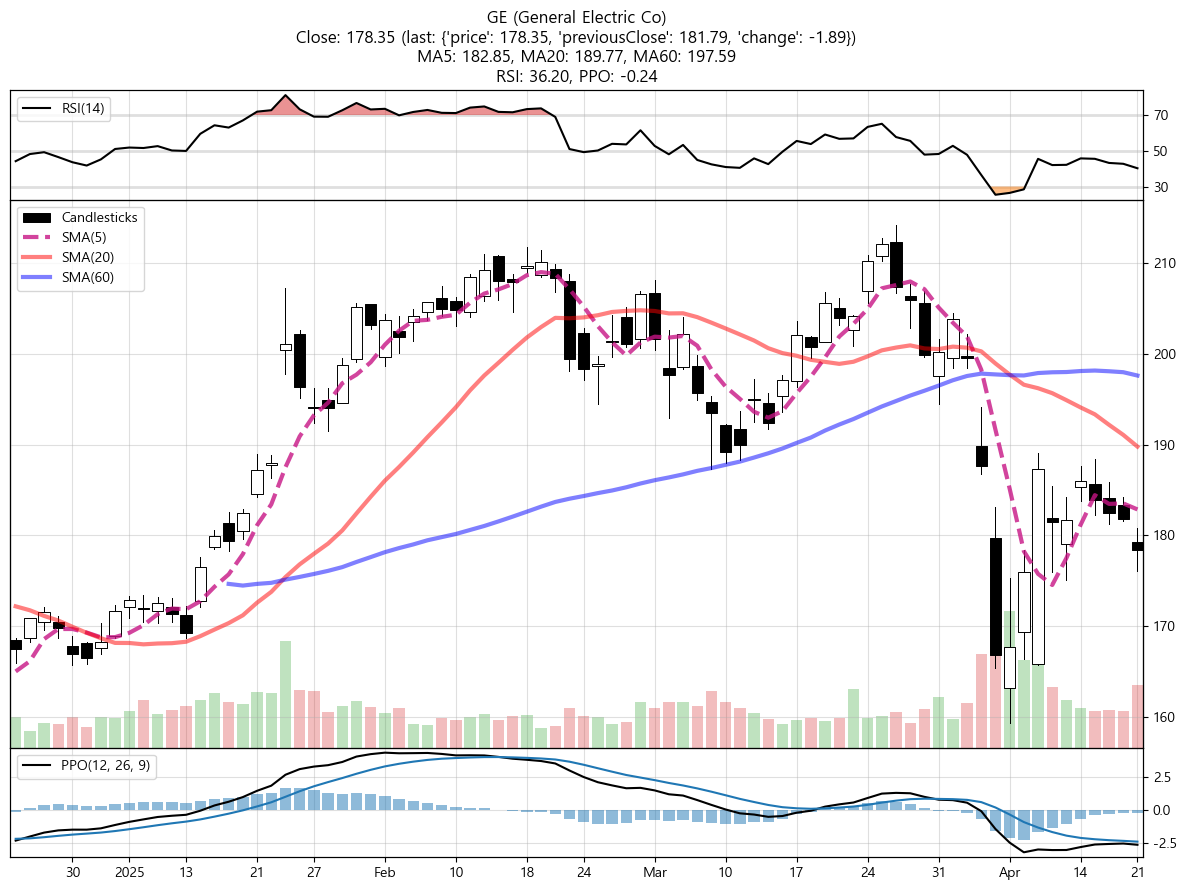 GE (General Electric Co)
Close: 178.35 (last: {'price': 178.35, 'previousClose': 181.79, 'change': -1.89})
MA5: 182.85, MA20: 189.77, MA60: 197.59
RSI: 36.20, PPO: -0.24
RSI(14)
70
50
30
Candlesticks
SMA(5)
SMA(20)
SMA(60)
210
200
190
180
170
160
PPO(12, 26, 9)
2.5
0.0
−2.5
30 2025 13 21 27 Feb 10 18 24 Mar 10 17 24 31 Apr 14 21